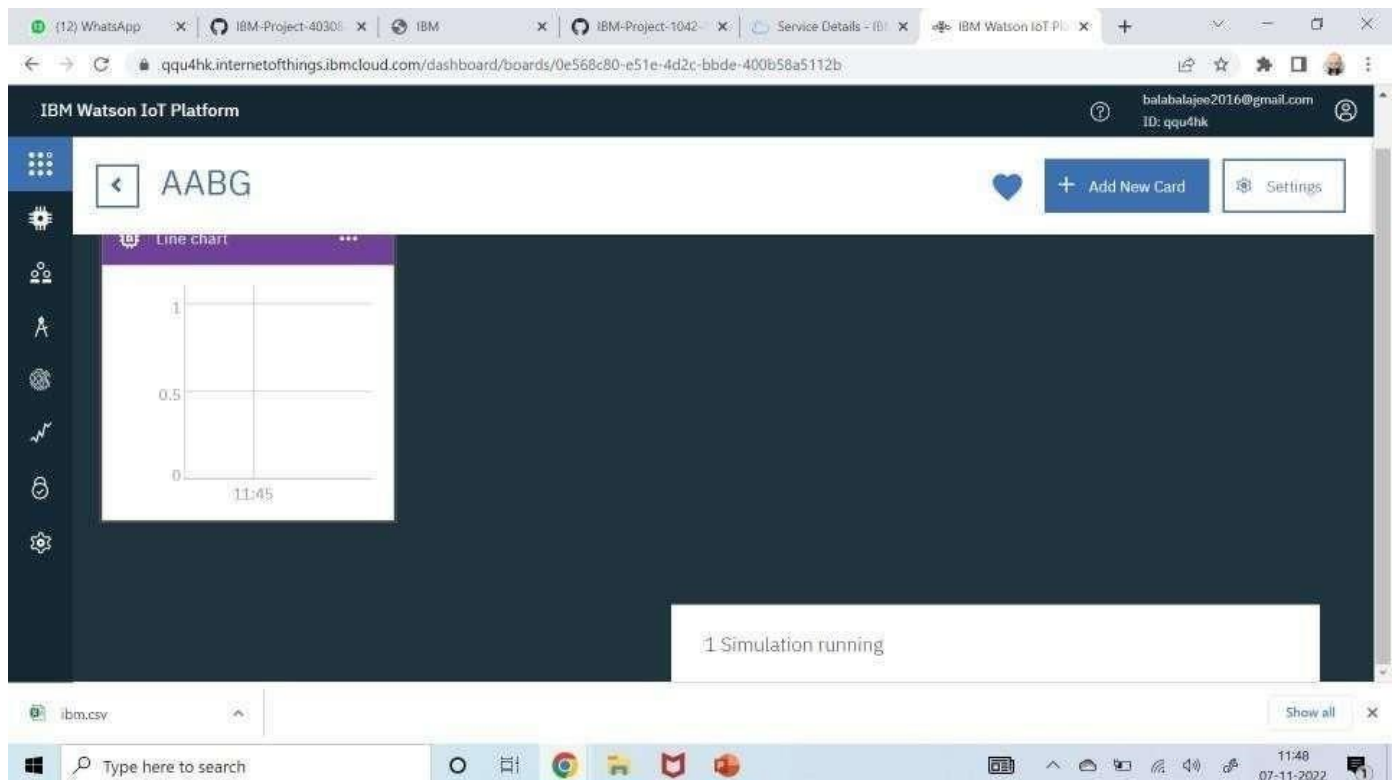 (12) WhatsApp
IBM-Project-40308
IBM
IBM-Project-1042-
Service Details - IB
IBM Watson IoT Pl
qqu4hk.internetofthings.ibmcloud.com/dashboard/boards/0e568c80-e51e-4d2c-bbde-400b58a5112b
IBM Watson IoT Platform
balabalajee2016@gmail.com
ID: qqu4hk
AABG
+ Add New Card
Settings
Line chart
1
0.5
0
11:45
1 Simulation running
ibm.csv
Show all
Type here to search
11:48
07-11-2022
1